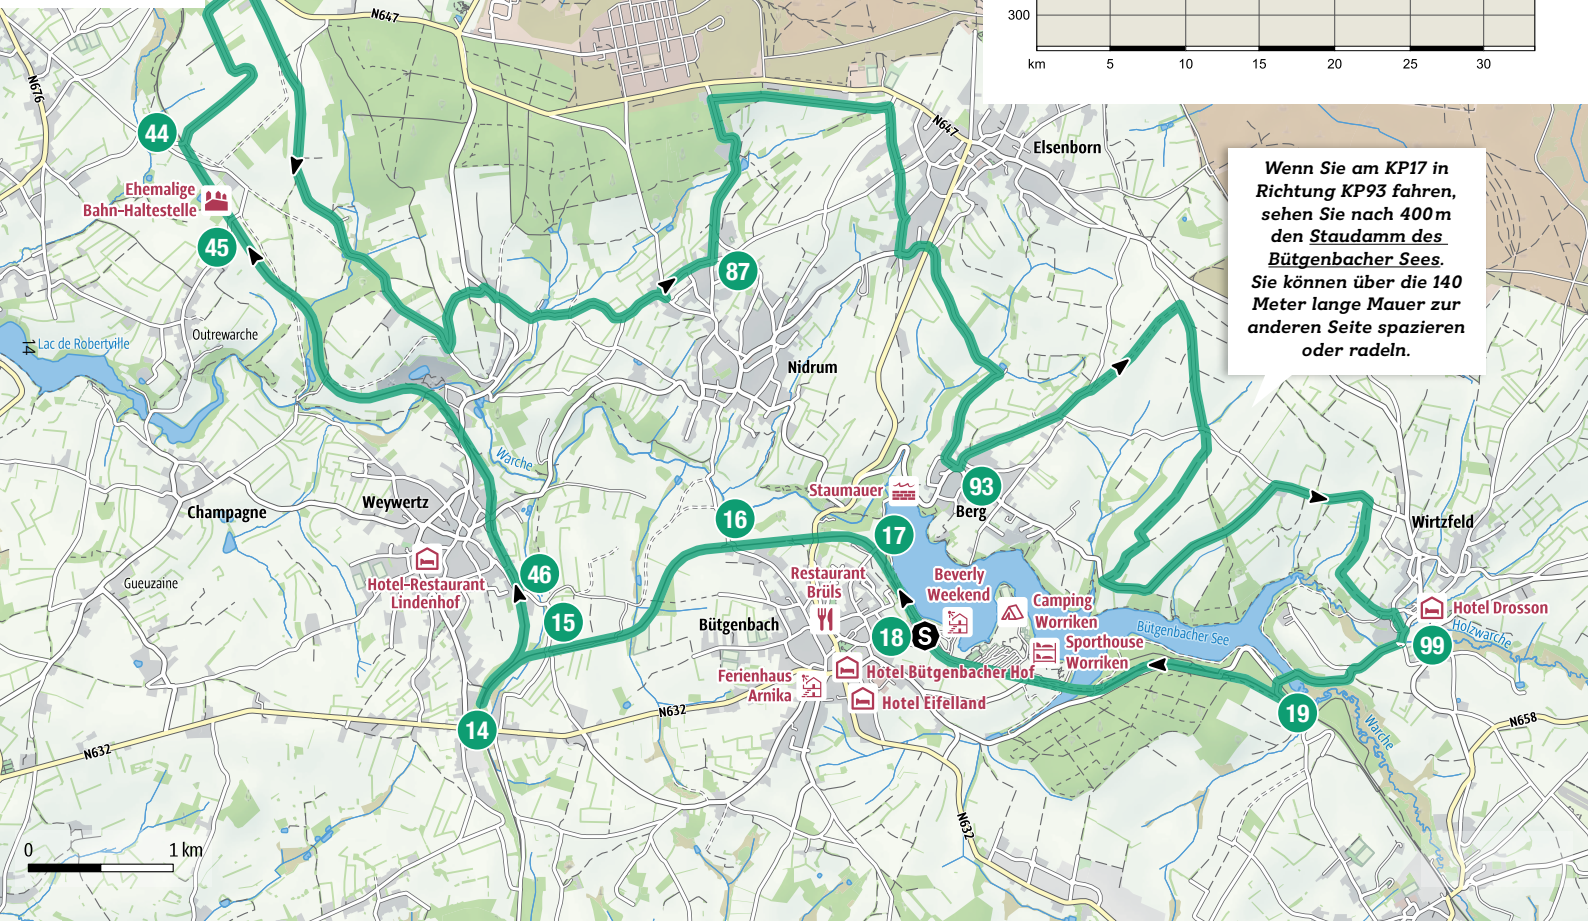 N647
N676
300
km
5
10
15
20
25
30
44
Ehemalige
Bahn-Haltestelle
45
N647
Elsenborn
Wenn Sie am KP17 in
Richtung KP93 fahren,
sehen Sie nach 400 m
den Staudamm des
Bütgenbacher Sees.
Sie können über die 140
Meter lange Mauer zur
anderen Seite spazieren
oder radeln.
87
Outrewarche
14
Lac de Robertville
Nidrum
Warche
Weywertz
Champagne
Staumauer
93
Berg
16
17
Wirtzfeld
Gueuzaine
Hotel-Restaurant
Lindenhof
46
15
Restaurant
Brüls
Beverly
Weekend
Camping
Worriken
Bütgenbach
18
S
Sporthouse
Worriken
Bütgenbacher See
Hotel Drosson
Holzwarche
99
Ferienhaus
Arnika
Hotel Bütgenbacher Hof
Hotel Eifelland
14
N632
N632
19
Warche
N658
N632
0
1 km